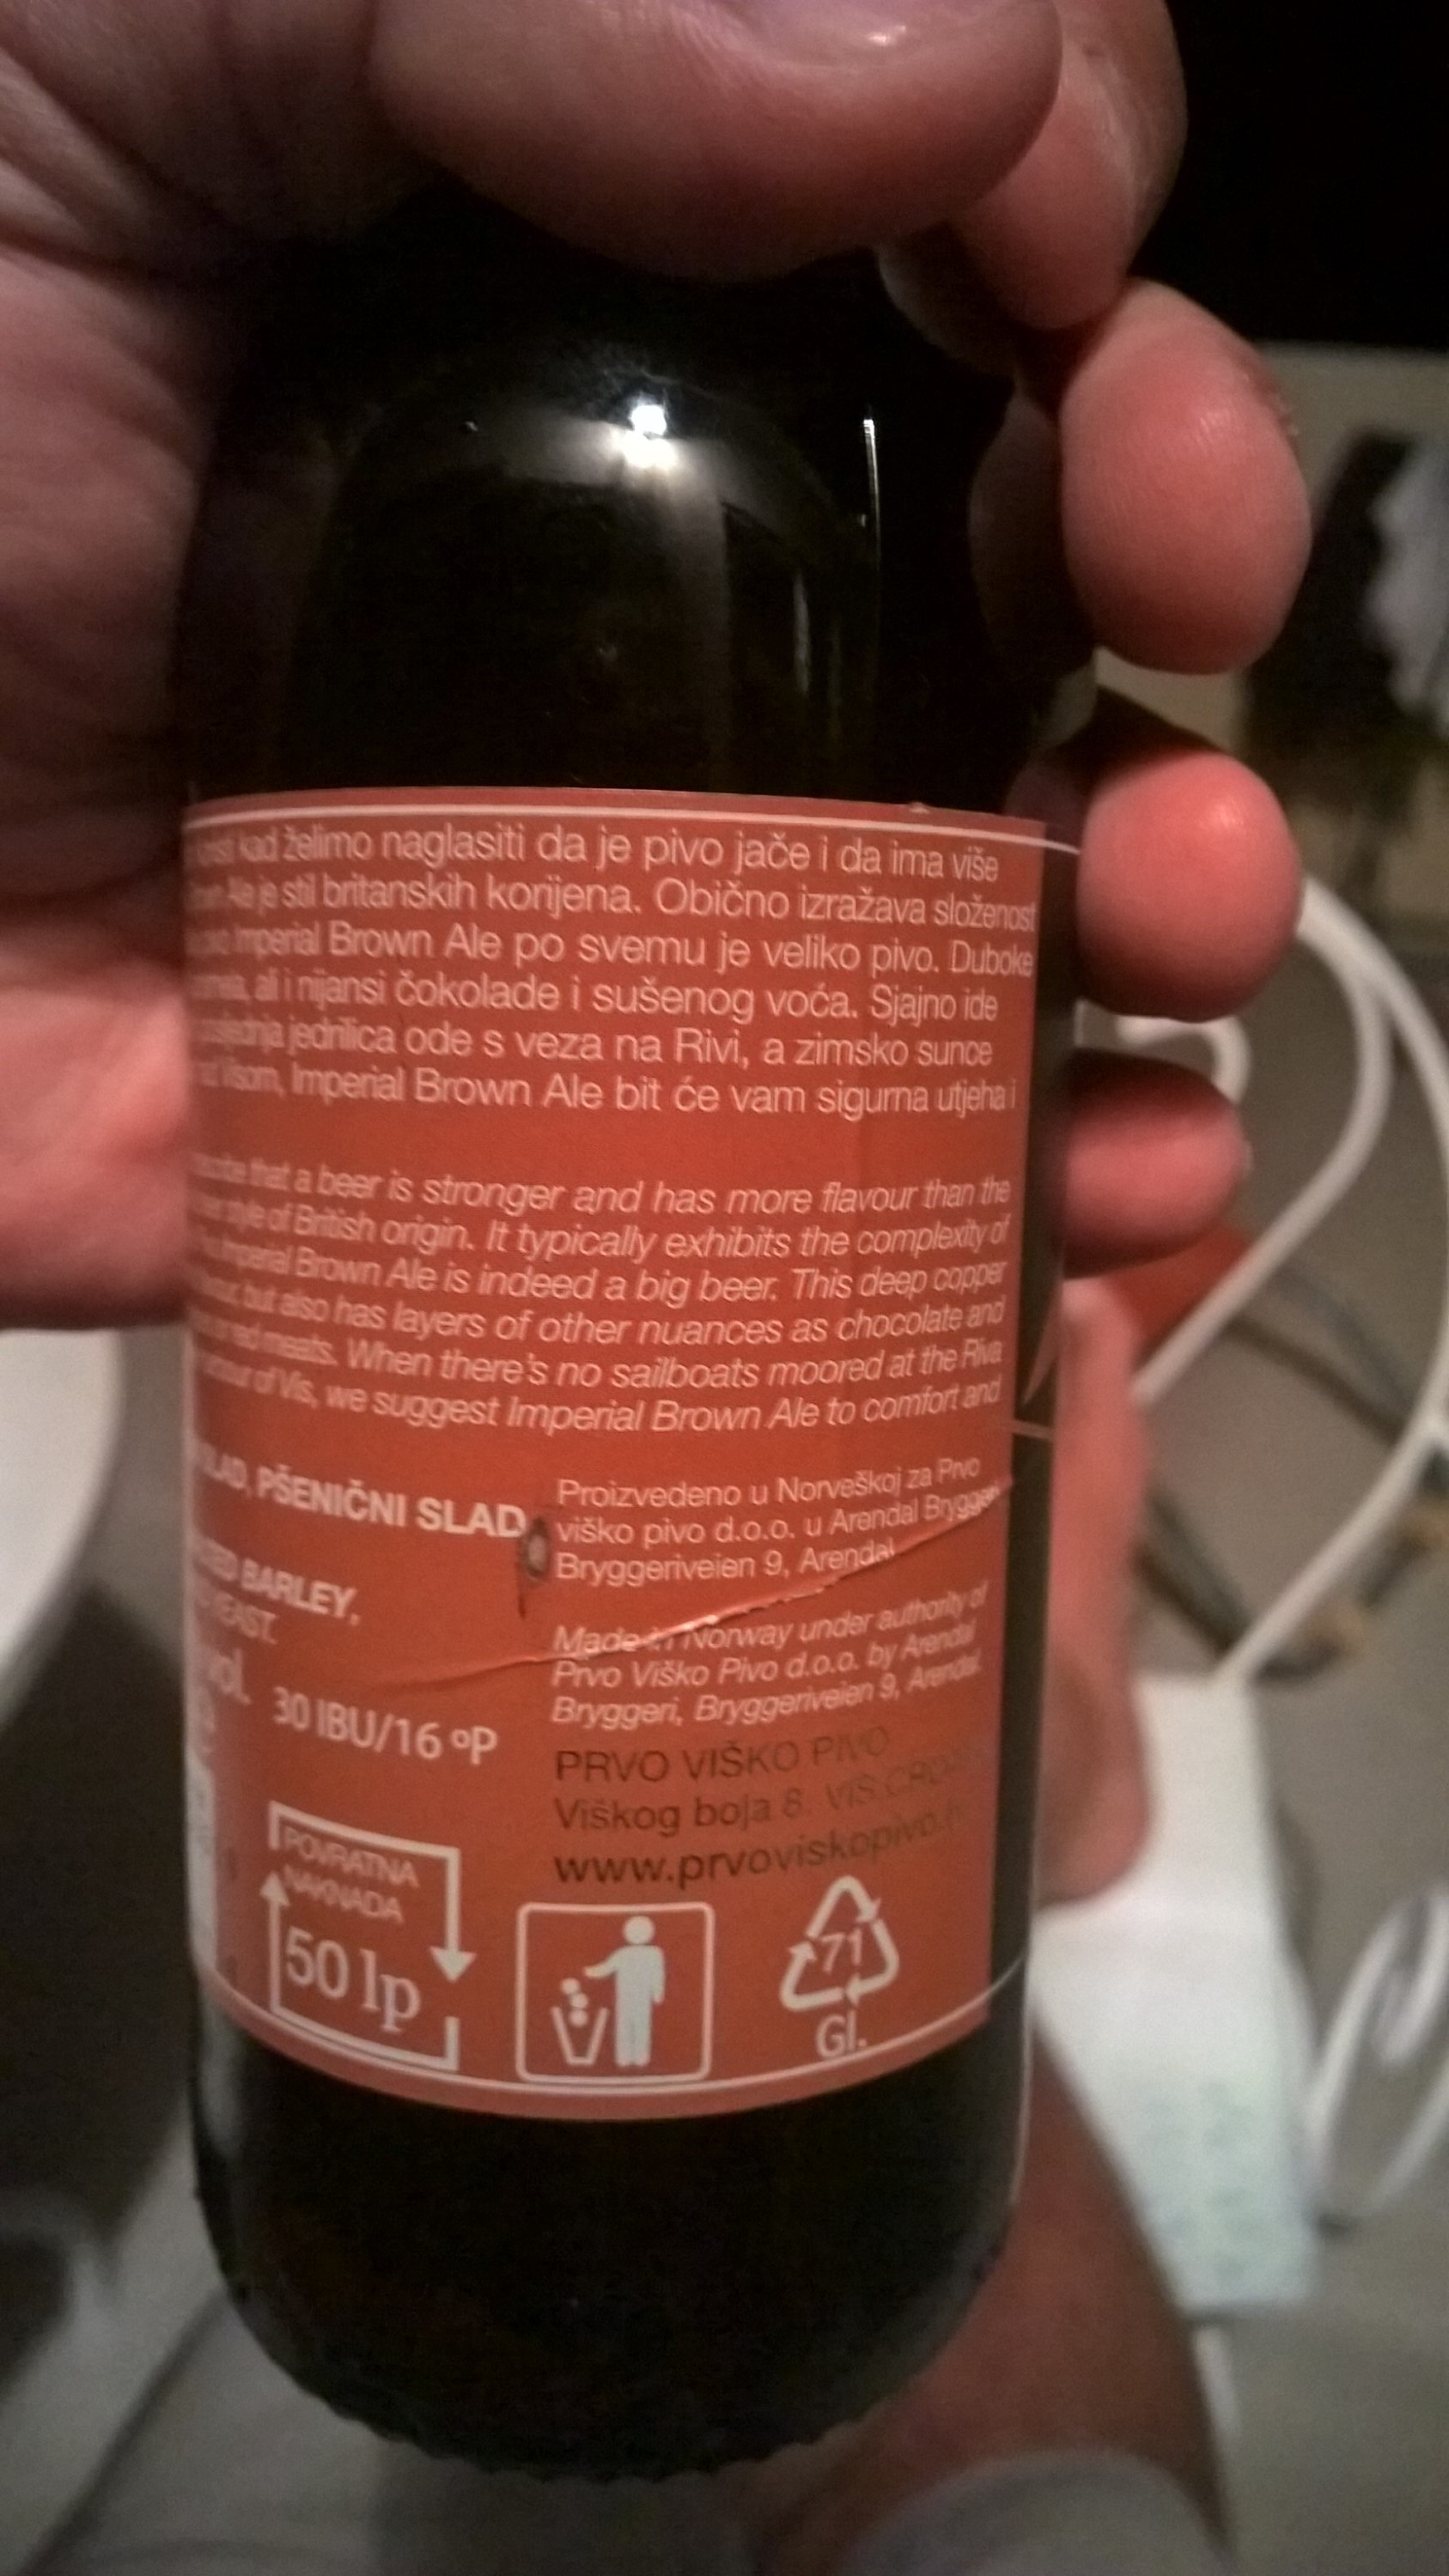 kad želimo naglasiti da je pivo jače i da ima više
Ale je stil britanskih korijena. Obično izražava složenost
Imperial Brown Ale po svemu je veliko pivo. Duboke
ali i nijansi čokolade i sušenog voća. Sjajno ide
jedrilica ode s veza na Rivi, a zimsko sunce
Visom, Imperial Brown Ale bit će vam sigurna utjeha i
that a beer is stronger and has more flavour than the
style of British origin. It typically exhibits the complexity of
Imperial Brown Ale is indeed a big beer. This deep copper
but also has layers of other nuances as chocolate and
red meats. When there's no sailboats moored at the Riva
of Vis, we suggest Imperial Brown Ale to comfort and
SLAD, PŠENIČNI SLAD
BARLEY,
YEAST.
vol. 30 IBU/16 ºP
Proizvedeno u Norveškoj za Prvo
viško pivo d.o.o. u Arendal Bryggeri
Bryggeriveien 9, Arendal
Made in Norway under authority of
Prvo Viško Pivo d.o.o. by Arendal
Bryggeri, Bryggeriveien 9, Arendal.
PRVO VIŠKO PIVO
Viškog boja 8. VIS
www.prvoviskopivo.
POVRATNA
NAKNADA
50 lp
71
Gl.